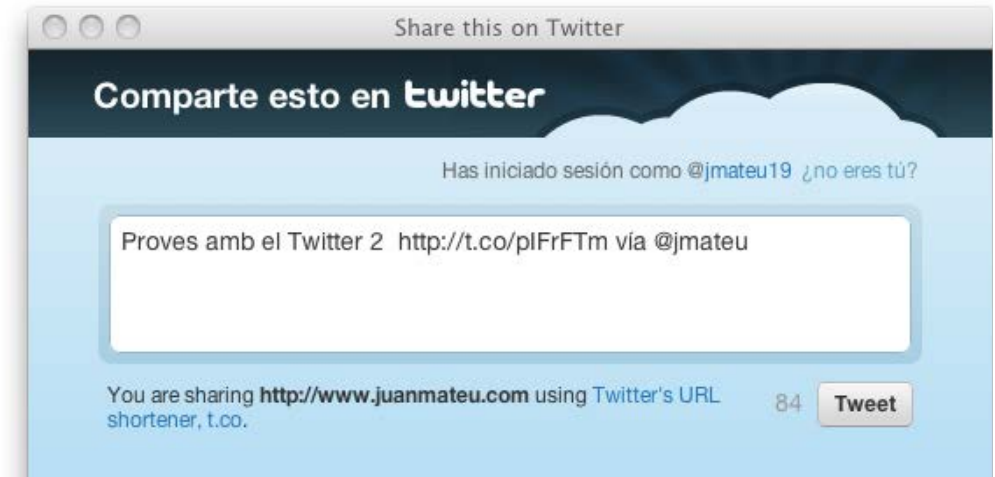 Share this on Twitter
Comparte esto en twitter
Has iniciado sesión como @jmateu19 ¿no eres tú?
Proves amb el Twitter 2  http://t.co/pIFrFTm vía @jmateu
You are sharing http://www.juanmateu.com using Twitter's URL
shortener, t.co.
84 Tweet